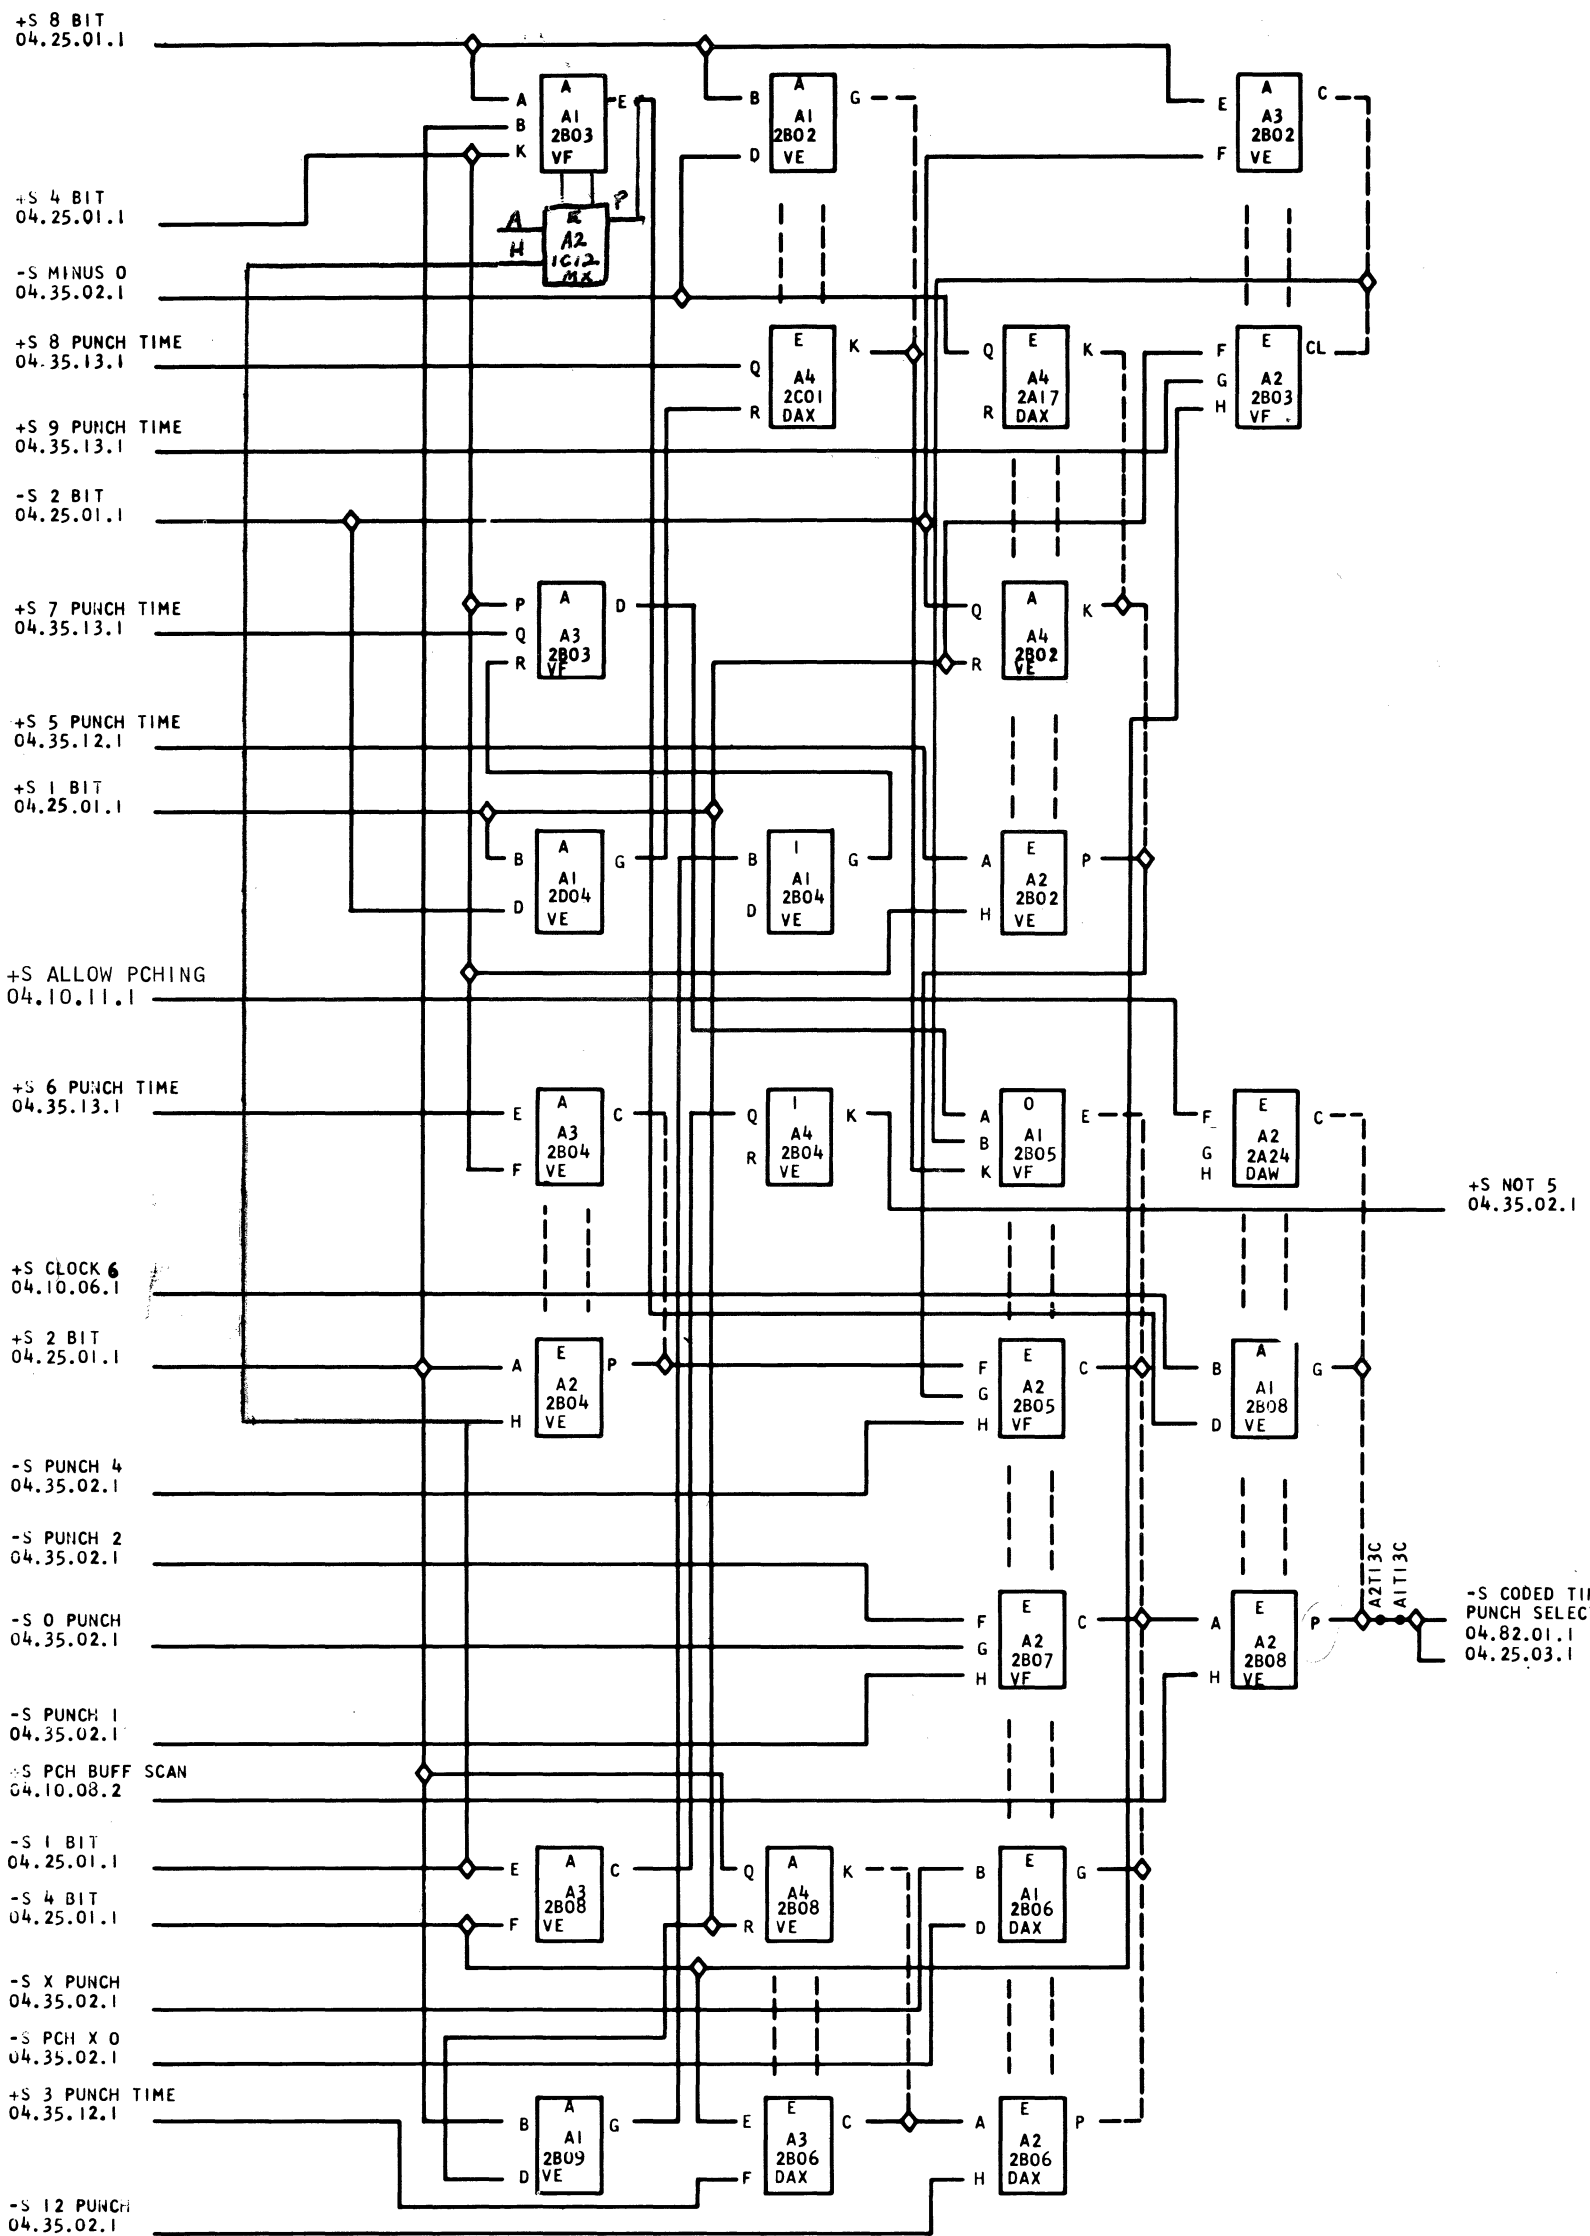 +S 8 BIT
04.25.01.1
+S 4 BIT
04.25.01.1
-S MINUS 0
04.35.02.1
+S 8 PUNCH TIME
04.35.13.1
+S 9 PUNCH TIME
04.35.13.1
-S 2 BIT
04.25.01.1
+S 7 PUNCH TIME
04.35.13.1
+S 5 PUNCH TIME
04.35.12.1
+S 1 BIT
04.25.01.1
+S ALLOW PCHING
04.10.11.1
+S 6 PUNCH TIME
04.35.13.1
+S CLOCK 6
04.10.06.1
+S 2 BIT
04.25.01.1
-S PUNCH 4
04.35.02.1
-S PUNCH 2
04.35.02.1
-S 0 PUNCH
04.35.02.1
-S PUNCH 1
04.35.02.1
S PCH BUFF SCAN
04.10.08.2
-S 1 BIT
04.25.01.1
-S 4 BIT
04.25.01.1
-S X PUNCH
04.35.02.1
-S PCH X 0
04.35.02.1
+S 3 PUNCH TIME
04.35.12.1
-S 12 PUNCH
04.35.02.1
A B K
A
A1
2B03
VF
E
A H
E
A2
1C12
MX
P
P Q R
A
A3
2B03
VF
D
B D
A
A1
2D04
VE
G
E F
A
A3
2B04
VE
C
A H
E
A2
2B04
VE
P
E F
A
A3
2B08
VE
C
B D
A
A1
2B09
VE
G
B D
A
A1
2B02
VE
G
Q R
E
A4
2C01
DAX
K
B D
I
A1
2B04
VE
G
Q R
I
A4
2B04
VE
K
Q R
A
A4
2B08
VE
K
E F
E
A3
2B06
DAX
C
Q R
E
A4
2A17
DAX
K
Q R
A
A4
2B02
VE
K
A H
E
A2
2B02
VE
P
A B K
O
A1
2B05
VF
E
F G H
E
A2
2B05
VF
C
F G H
E
A2
2B07
VF
C
B D
E
A1
2B06
DAX
G
A H
E
A2
2B06
DAX
P
E F
A
A3
2B02
VE
C
F G H
E
A2
2B03
VF
CL
F G H
E
A2
2A24
DAW
C
B D
A
A1
2B08
VE
G
A H
E
A2
2B08
VE
P
A2T13C
A1T13C
+S NOT 5
04.35.02.1
-S CODED
PUNCH
04.82.01.1
04.25.03.1